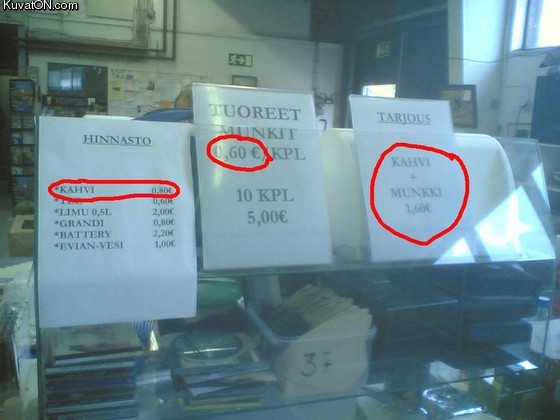 KuvatON.com
HINNASTO
*KAHVI 0,80€
0,60€
*LIMU 0,5L 2,00€
*GRANDI 0,80€
*BATTERY 2,20€
*EVIAN-VESI 1,00€
TUOREET
MUNKIT
0,60 €/KPL
10 KPL
5,00€
TARJOUS
KAHVI
+
MUNKKI
1,60€
37